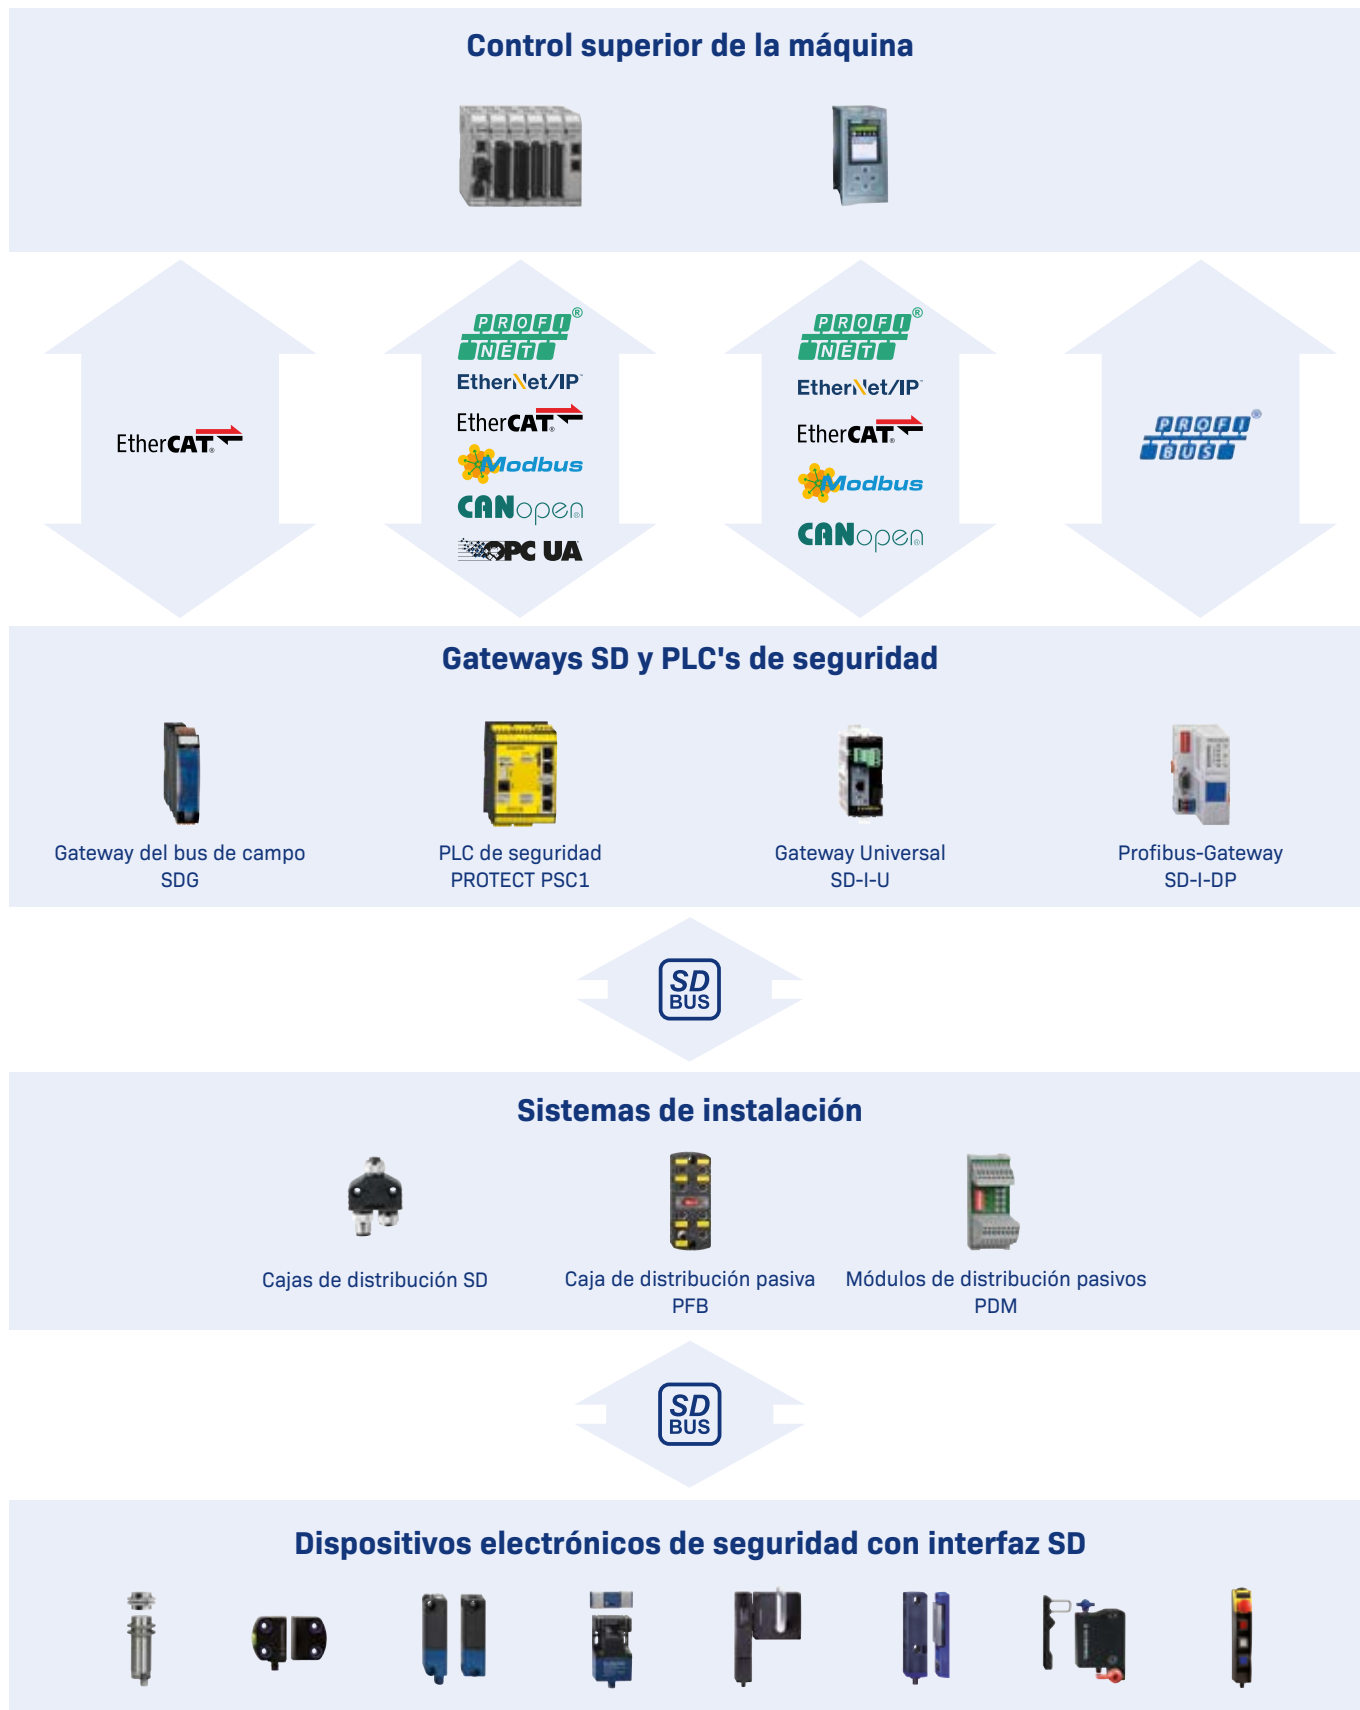 Control superior de la máquina
EtherCAT®
PROFI®
NET
EtherNet/IP™
EtherCAT®
Modbus
CANopen®
OPC UA
PROFI®
NET
EtherNet/IP™
EtherCAT®
Modbus
CANopen®
PROFI®
BUS
Gateways SD y PLC's de seguridad
Gateway del bus de campo
SDG
PLC de seguridad
PROTECT PSC1
Gateway Universal
SD-I-U
Profibus-Gateway
SD-I-DP
SD
BUS
Sistemas de instalación
Cajas de distribución SD
Caja de distribución pasiva
PFB
Módulos de distribución pasivos
PDM
SD
BUS
Dispositivos electrónicos de seguridad con interfaz SD